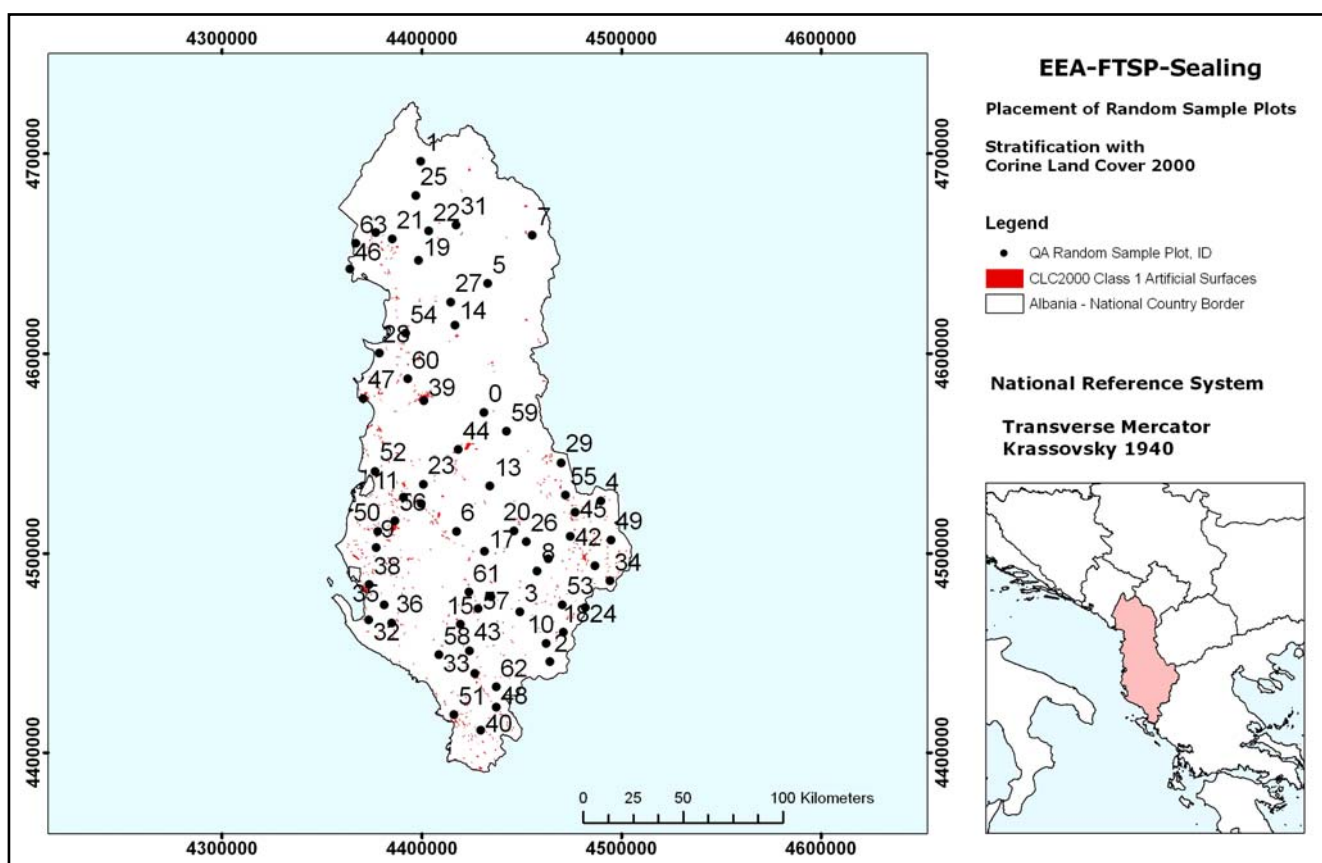 4300000 4400000 4500000 4600000
EEA-FTSP-Sealing
Placement of Random Sample Plots
Stratification with
Corine Land Cover 2000
Legend
QA Random Sample Plot, ID
CLC2000 Class 1 Artificial Surfaces
Albania - National Country Border
National Reference System
Transverse Mercator
Krassovsky 1940
4700000 4700000
4600000 4600000
4500000 4500000
4400000 4400000
1
25
63 21 22 31 7
46 19
5
27
54 14
28
60
47 39
0
59
44
52 29
23 13
11 55 4
56 45
50 6 20 26 49
9 17 8 42
38 61 34
35 36 15 37 3 53
32 43 10 18 24
58 2
33 62
51 48
40
0 25 50 100 Kilometers
4300000 4400000 4500000 4600000